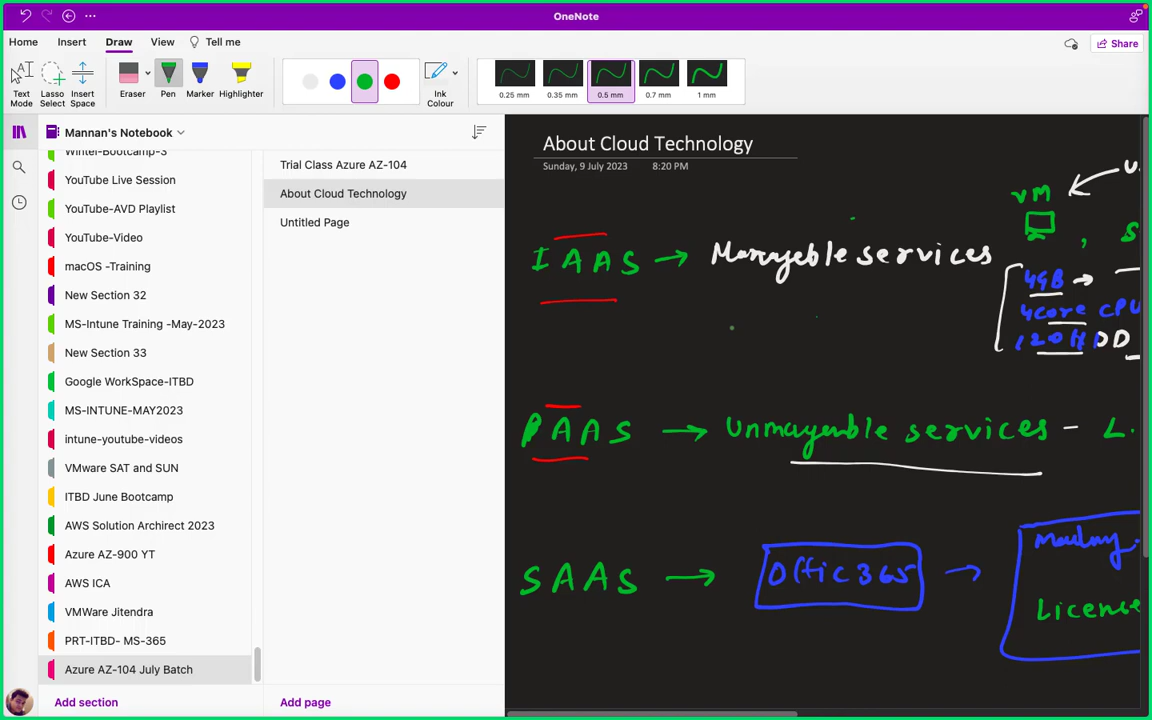 OneNote
Home Insert Draw View Tell me
Share
Text Mode
Lasso Select
Insert Space
Eraser
Pen
Marker
Highlighter
Ink Colour
0.25 mm 0.35 mm 0.5 mm 0.7 mm 1 mm
Mannan's Notebook
Winter-Bootcamp-3
YouTube Live Session
YouTube-AVD Playlist
YouTube-Video
macOS -Training
New Section 32
MS-Intune Training -May-2023
New Section 33
Google WorkSpace-ITBD
MS-INTUNE-MAY2023
intune-youtube-videos
VMware SAT and SUN
ITBD June Bootcamp
AWS Solution Archirect 2023
Azure AZ-900 YT
AWS ICA
VMWare Jitendra
PRT-ITBD- MS-365
Azure AZ-104 July Batch
Add section
Trial Class Azure AZ-104
About Cloud Technology
Untitled Page
Add page
About Cloud Technology
Sunday, 9 July 2023 8:20 PM
VM
IAAS → Manageble services
, S
4GB →
4core CPU
120 HDD
PAAS → Unmanageble services - L.
SAAS → Offic365 →
License